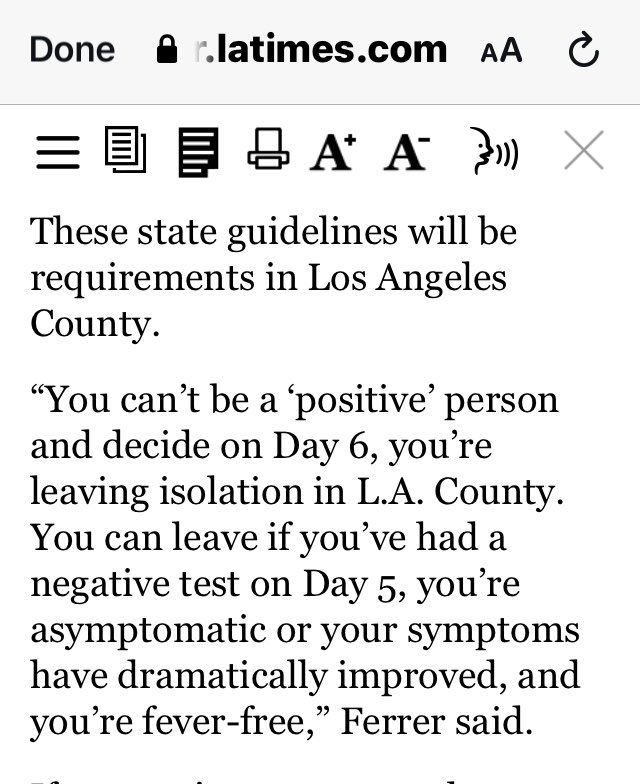 Done r.latimes.com AA
A+ A-
These state guidelines will be
requirements in Los Angeles
County.
“You can’t be a ‘positive’ person
and decide on Day 6, you’re
leaving isolation in L.A. County.
You can leave if you’ve had a
negative test on Day 5, you’re
asymptomatic or your symptoms
have dramatically improved, and
you’re fever-free,” Ferrer said.